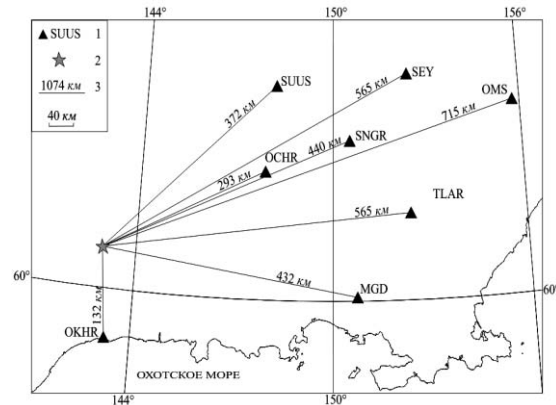 144°
150°
156°
SUUS 1
2
1074 км 3
40 км
SUUS
SEY
OMS
SNGR
OCHR
TLAR
MGD
OKHR
372 км
565 км
715 км
440 км
293 км
565 км
432 км
132 км
60°
60°
ОХОТСКОЕ МОРЕ
144°
150°